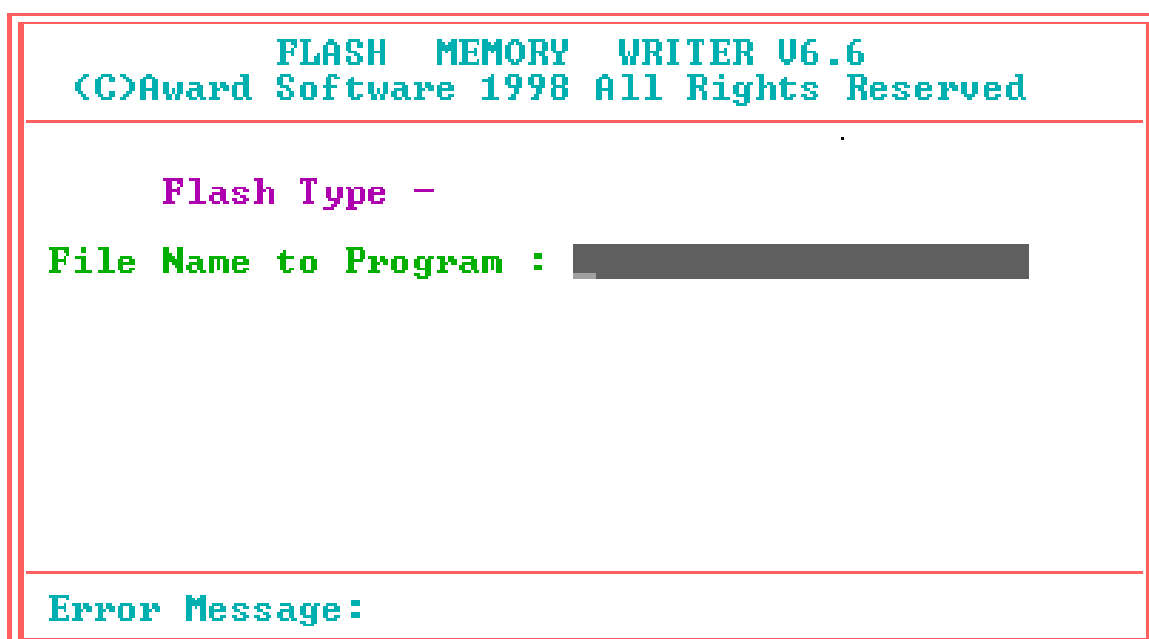 FLASH MEMORY WRITER V6.6
(C)Award Software 1998 All Rights Reserved
Flash Type -
File Name to Program :
Error Message: